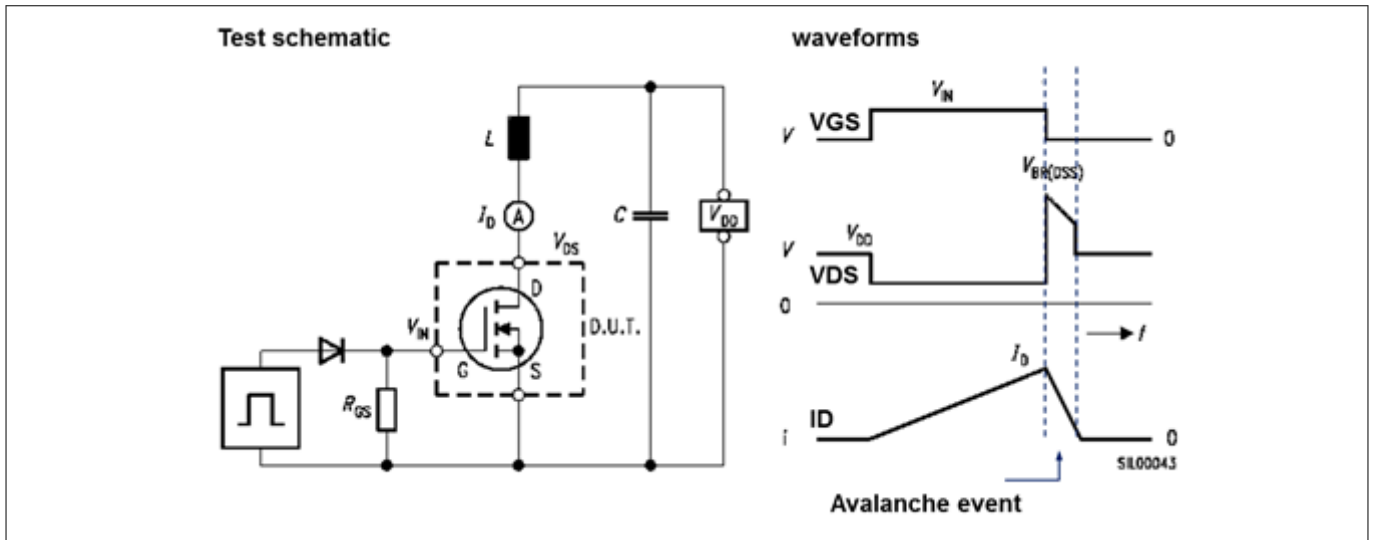 Test schematic
waveforms
L
I_D
A
C
V_DD
V_DS
D
D.U.T.
V_IN
G
S
R_GS
V_IN
VGS
V
0
V_BR(DSS)
V_DD
V
VDS
0
t
I_D
ID
i
0
SIL00043
Avalanche event